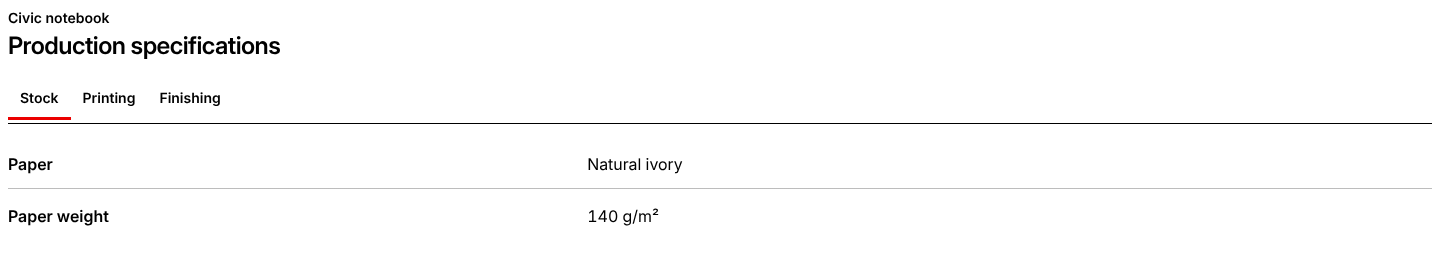 Civic notebook
Production specifications
Stock Printing Finishing
Paper Natural ivory
Paper weight 140 g/m²